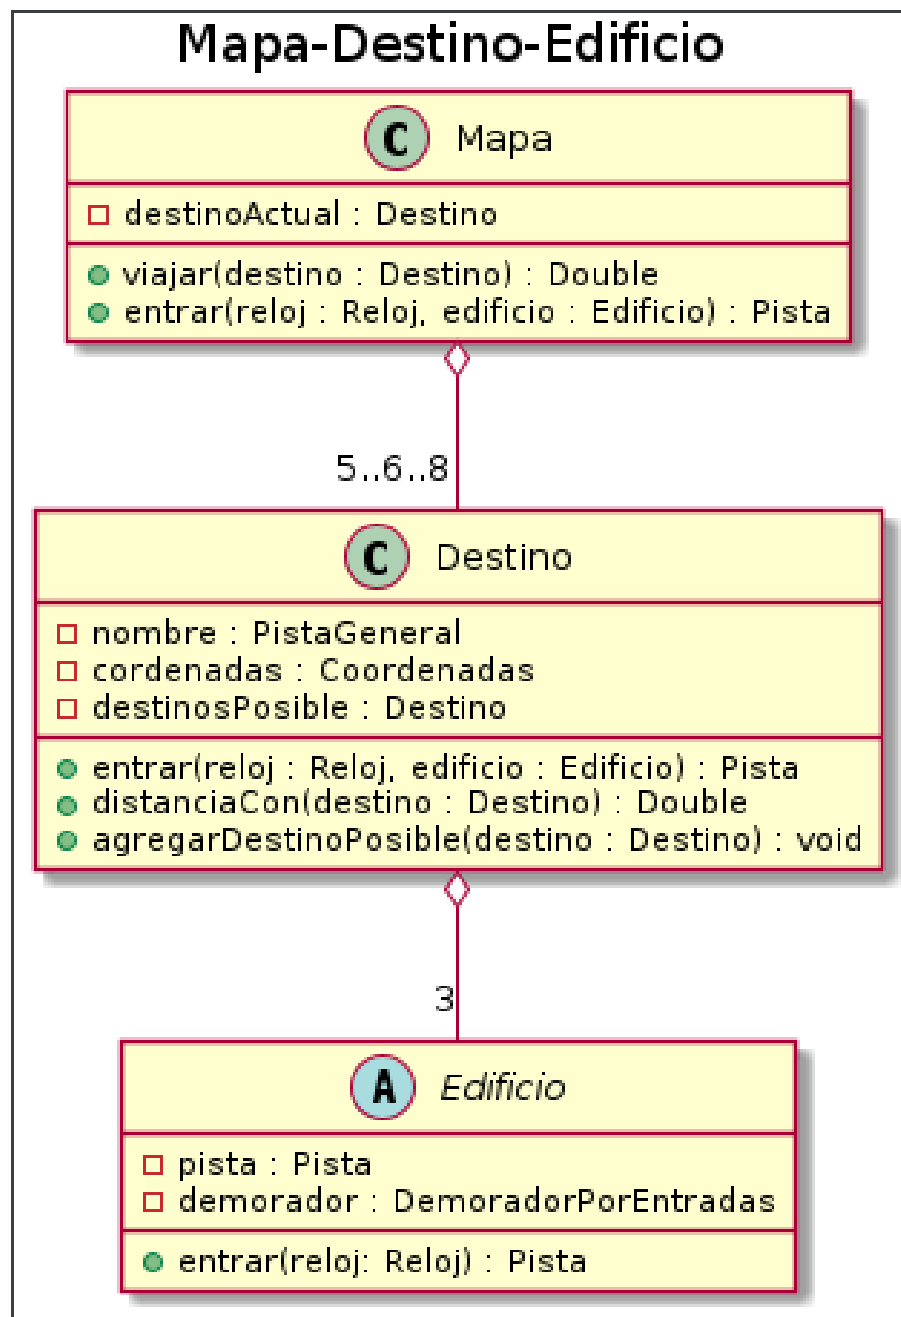 Mapa-Destino-Edificio
C Mapa
destinoActual : Destino
viajar(destino : Destino) : Double
entrar(reloj : Reloj, edificio : Edificio) : Pista
5..6..8
C Destino
nombre : PistaGeneral
cordenadas : Coordenadas
destinosPosible : Destino
entrar(reloj : Reloj, edificio : Edificio) : Pista
distanciaCon(destino : Destino) : Double
agregarDestinoPosible(destino : Destino) : void
3
A Edificio
pista : Pista
demorador : DemoradorPorEntradas
entrar(reloj: Reloj) : Pista